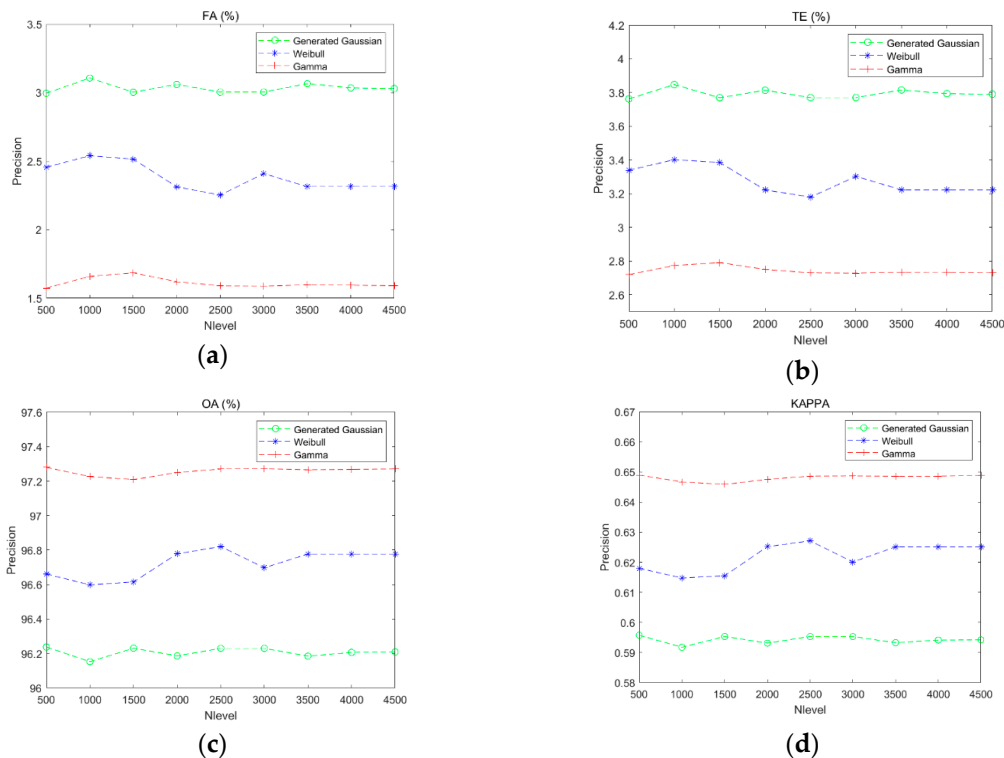 FA (%)
3.5
3
2.5
2
1.5
Precision
Generated Gaussian
Weibull
Gamma
500 1000 1500 2000 2500 3000 3500 4000 4500
Nlevel
(a)
TE (%)
4.2
4
3.8
3.6
3.4
3.2
3
2.8
2.6
Precision
Generated Gaussian
Weibull
Gamma
500 1000 1500 2000 2500 3000 3500 4000 4500
Nlevel
(b)
OA (%)
97.6
97.4
97.2
97
96.8
96.6
96.4
96.2
96
Precision
Generated Gaussian
Weibull
Gamma
500 1000 1500 2000 2500 3000 3500 4000 4500
Nlevel
(c)
KAPPA
0.67
0.66
0.65
0.64
0.63
0.62
0.61
0.6
0.59
0.58
Precision
Generated Gaussian
Weibull
Gamma
500 1000 1500 2000 2500 3000 3500 4000 4500
Nlevel
(d)